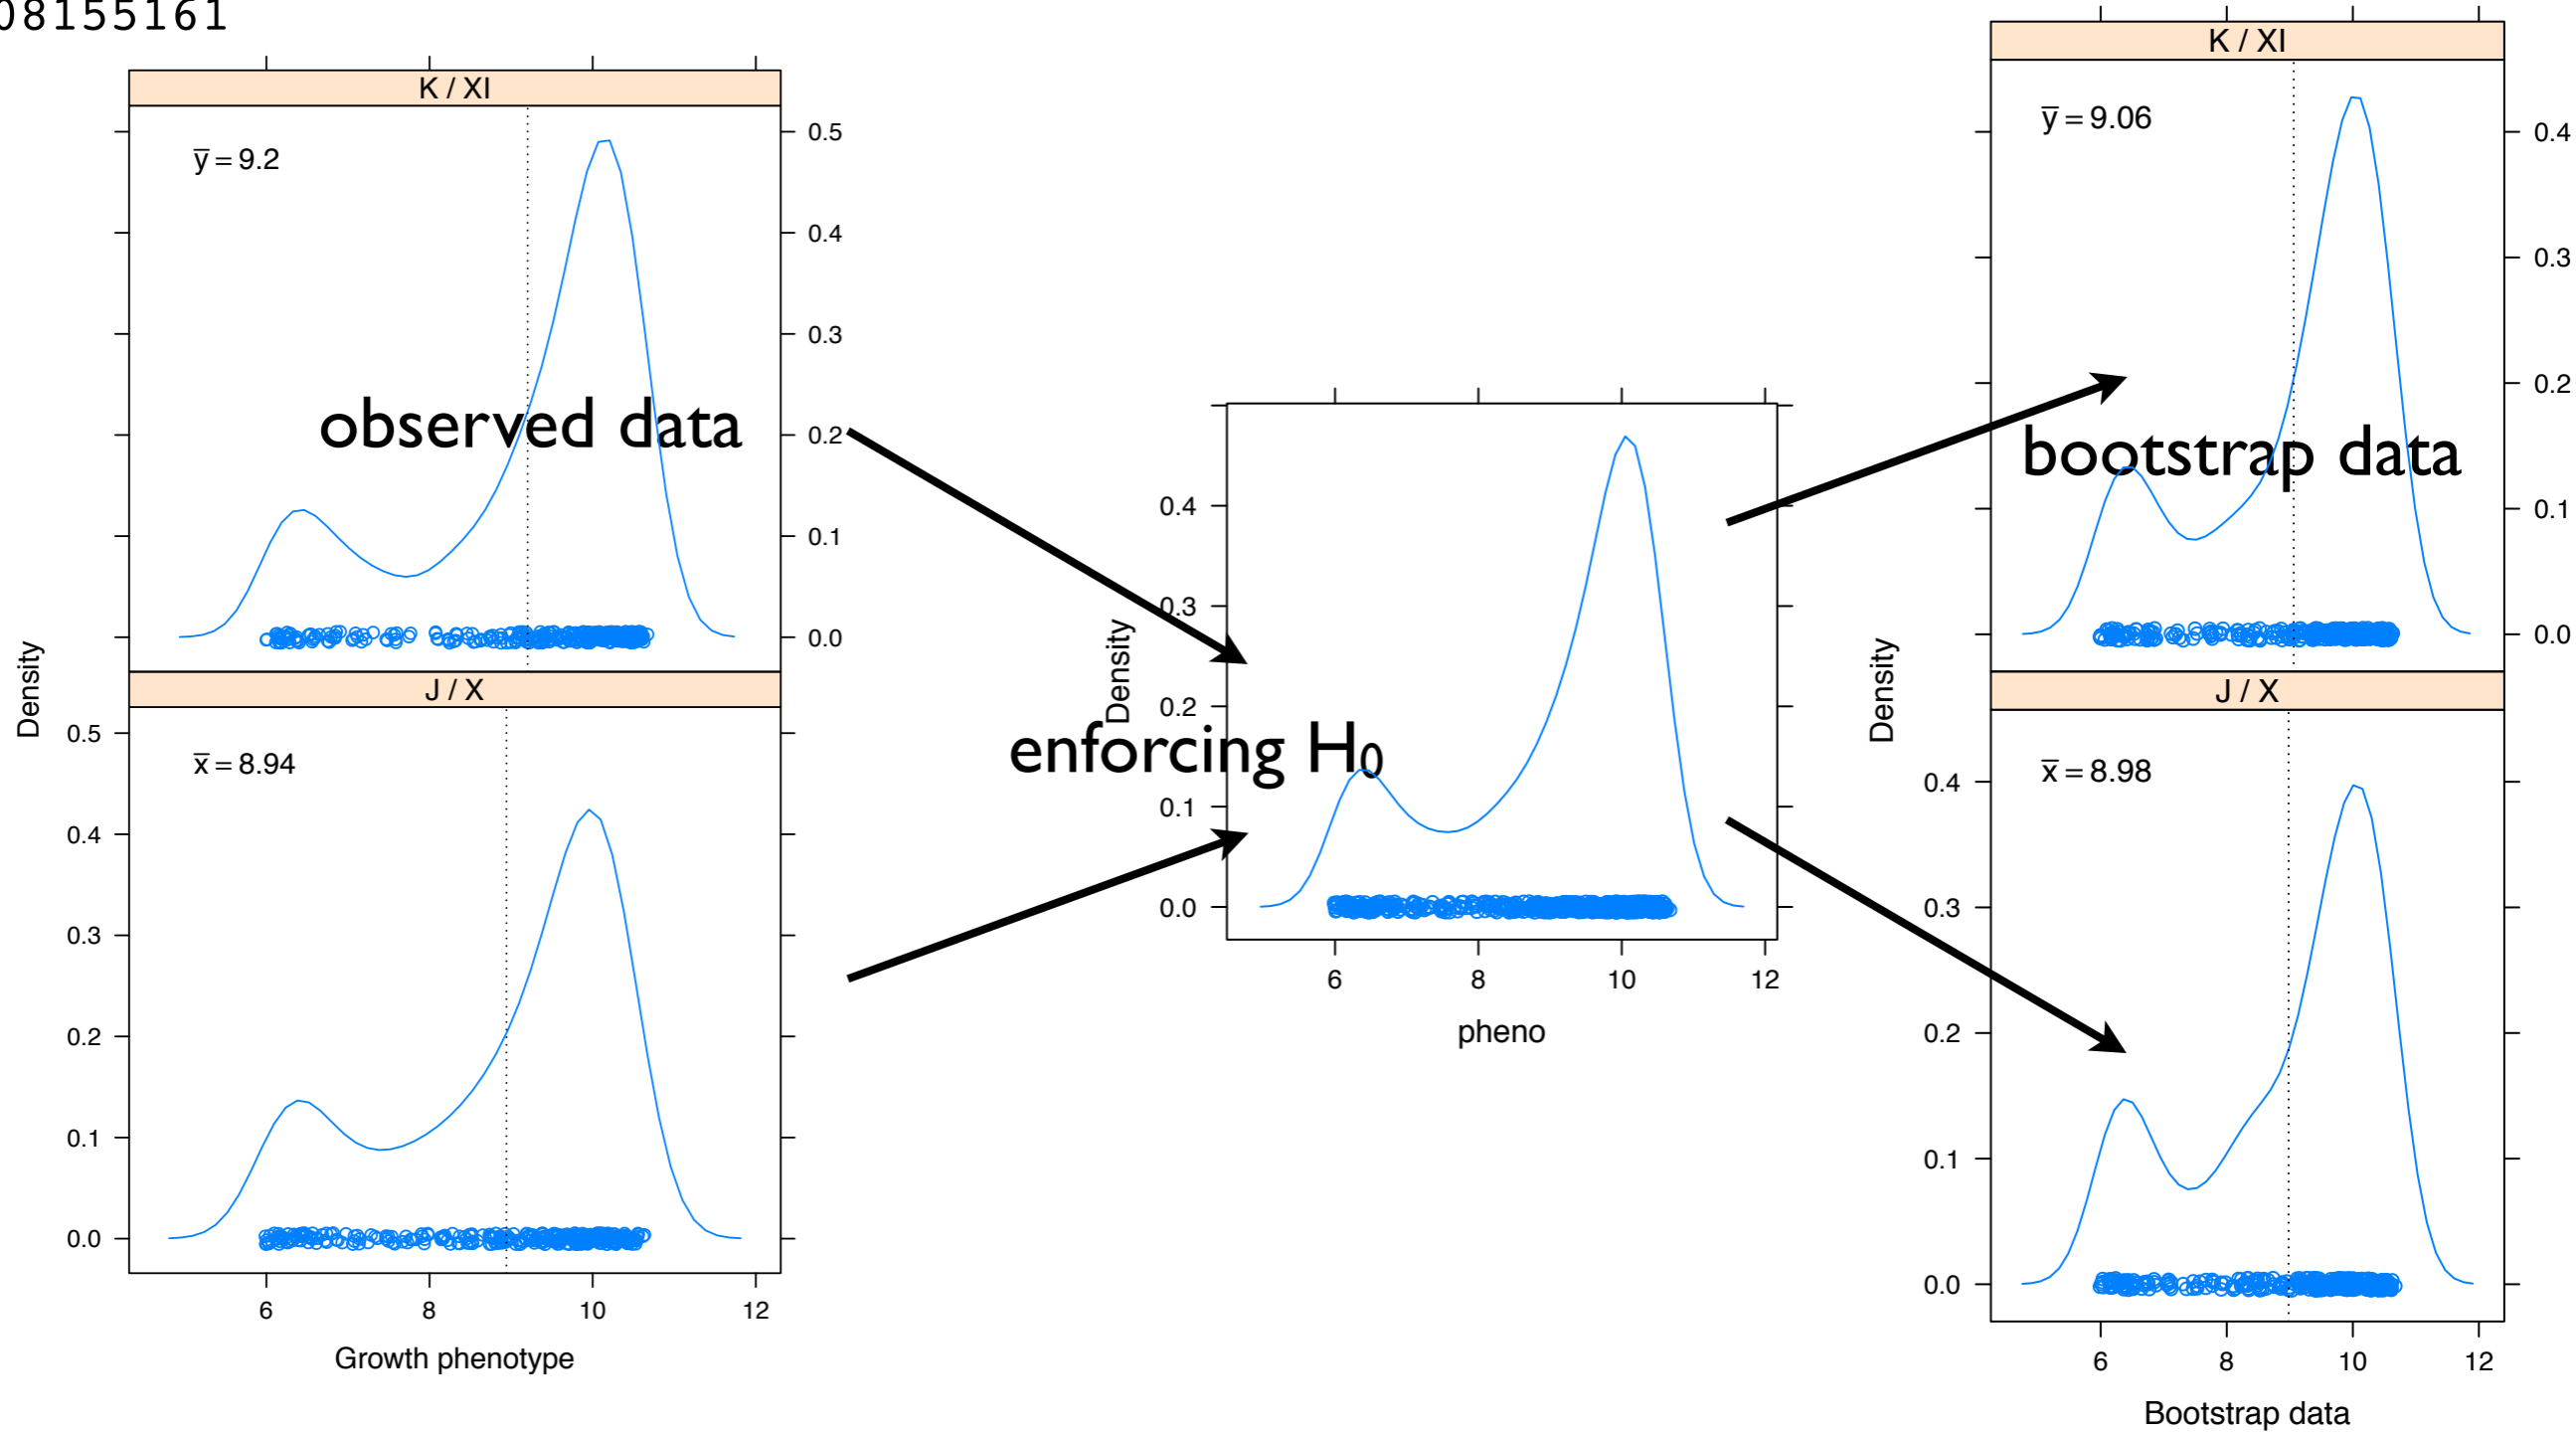 08155161
K / XI
y̅ = 9.2
0.5
0.4
0.3
0.2
0.1
0.0
observed data
J / X
x̅ = 8.94
Density
0.5
0.4
0.3
0.2
0.1
0.0
6 8 10 12
Growth phenotype
enforcing H₀
Density
0.4
0.3
0.2
0.1
0.0
6 8 10 12
pheno
K / XI
y̅ = 9.06
0.4
0.3
0.2
0.1
0.0
bootstrap data
J / X
x̅ = 8.98
Density
0.4
0.3
0.2
0.1
0.0
6 8 10 12
Bootstrap data